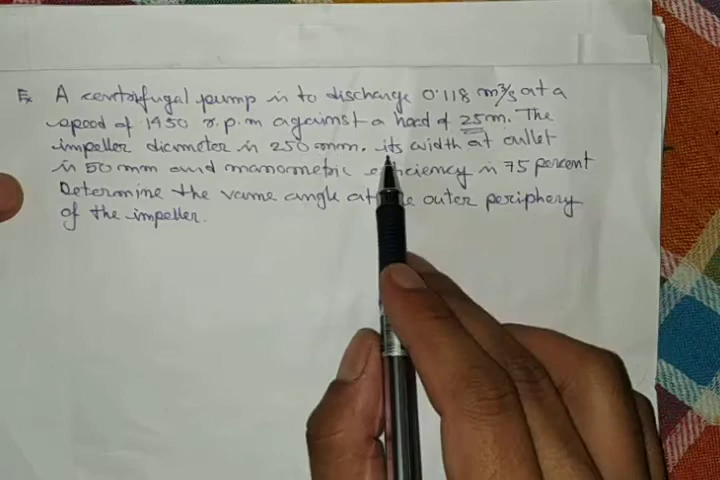 Ex A centrifugal pump is to discharge 0.118 m³/s at a
speed of 1450 r.p.m against a head of 25m. The
impeller diameter is 250 mm. its width at outlet
is 50 mm and manometric efficiency is 75 percent
Determine the vane angle at the outer periphery
of the impeller.